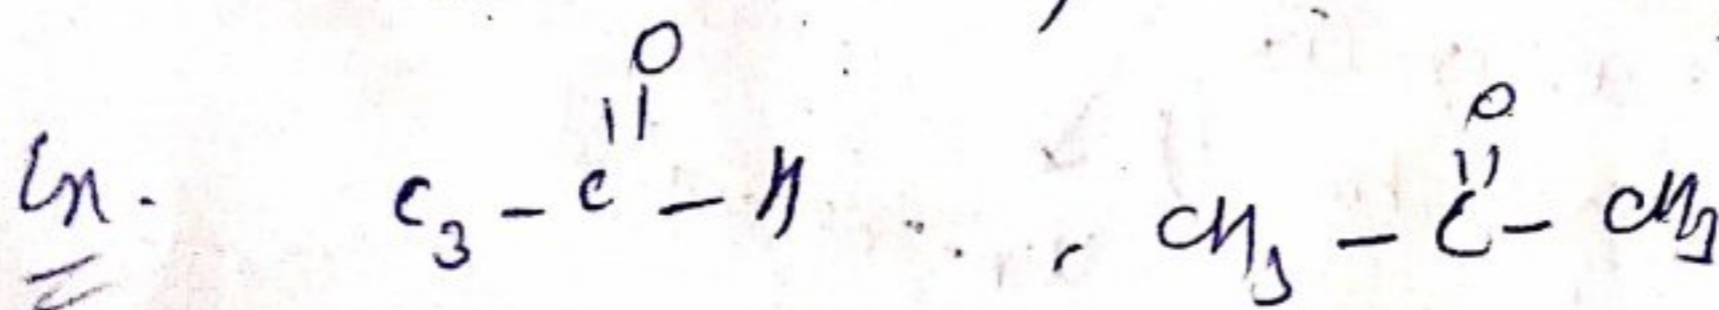 O O
|| ||
Ex. C₃ - C - H , CH₃ - C - CH₃